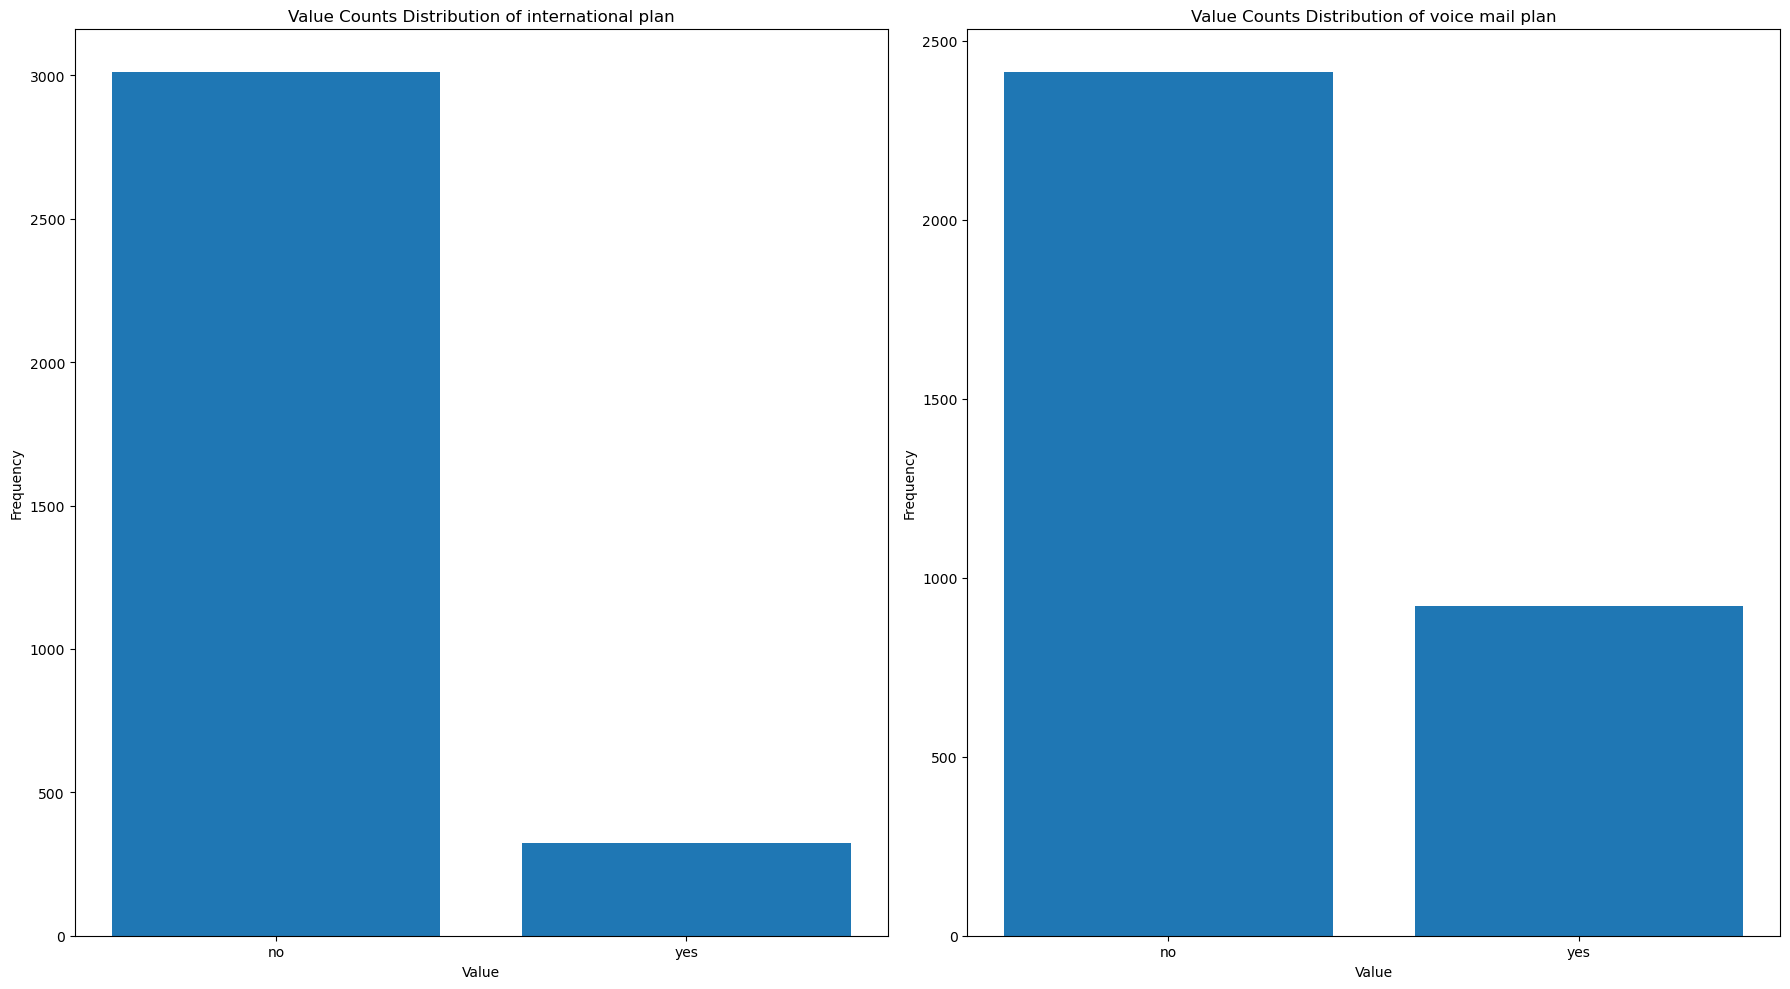 Value Counts Distribution of international plan
3000
2500
2000
1500
1000
500
0
Frequency
no yes
Value
Value Counts Distribution of voice mail plan
2500
2000
1500
1000
500
0
Frequency
no yes
Value